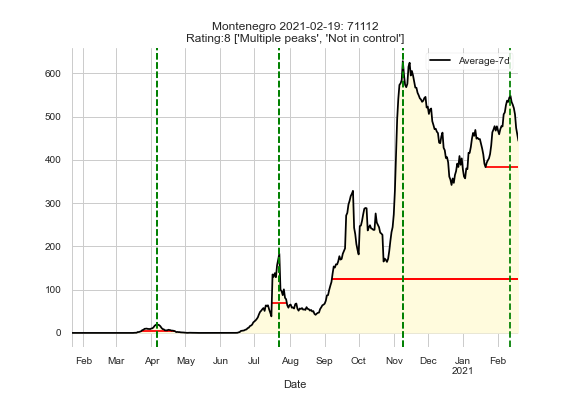 Montenegro 2021-02-19: 71112
Rating:8 ['Multiple peaks', 'Not in control']
Average-7d
600
500
400
300
200
100
0
Feb Mar Apr May Jun Jul Aug Sep Oct Nov Dec Jan Feb
2021
Date